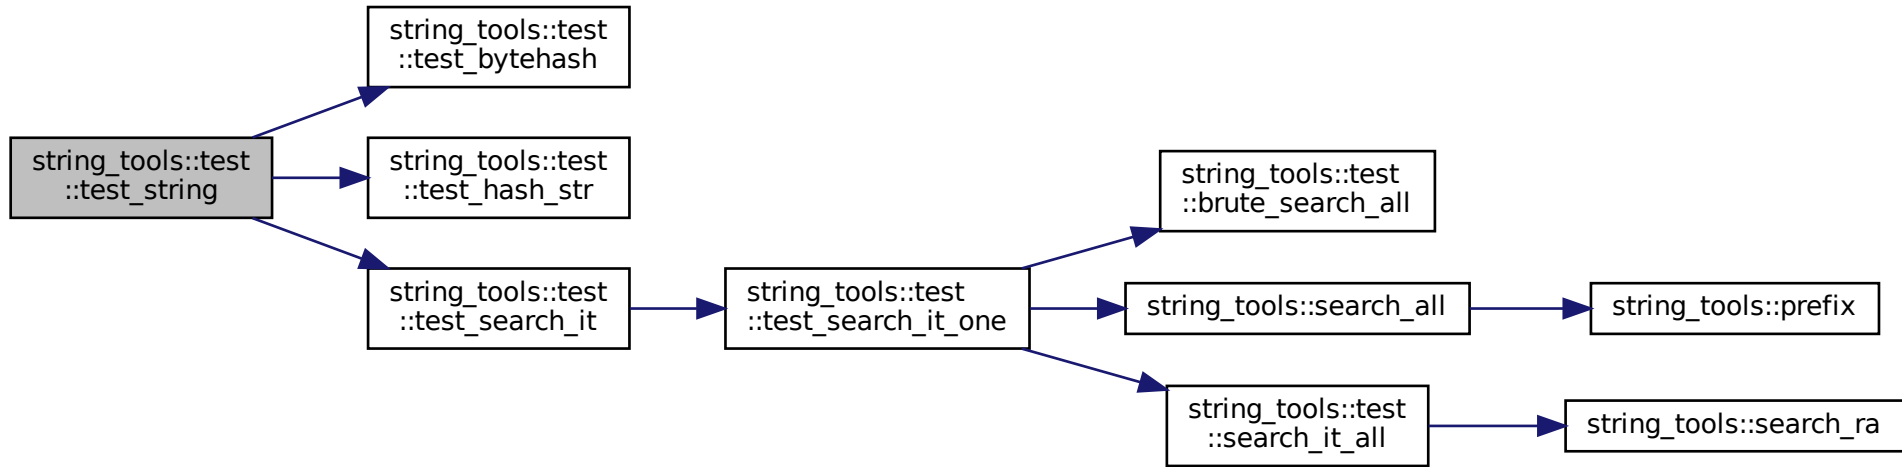 string_tools::test
::test_string
string_tools::test
::test_bytehash
string_tools::test
::test_hash_str
string_tools::test
::test_search_it
string_tools::test
::test_search_it_one
string_tools::test
::brute_search_all
string_tools::search_all
string_tools::prefix
string_tools::test
::search_it_all
string_tools::search_ra